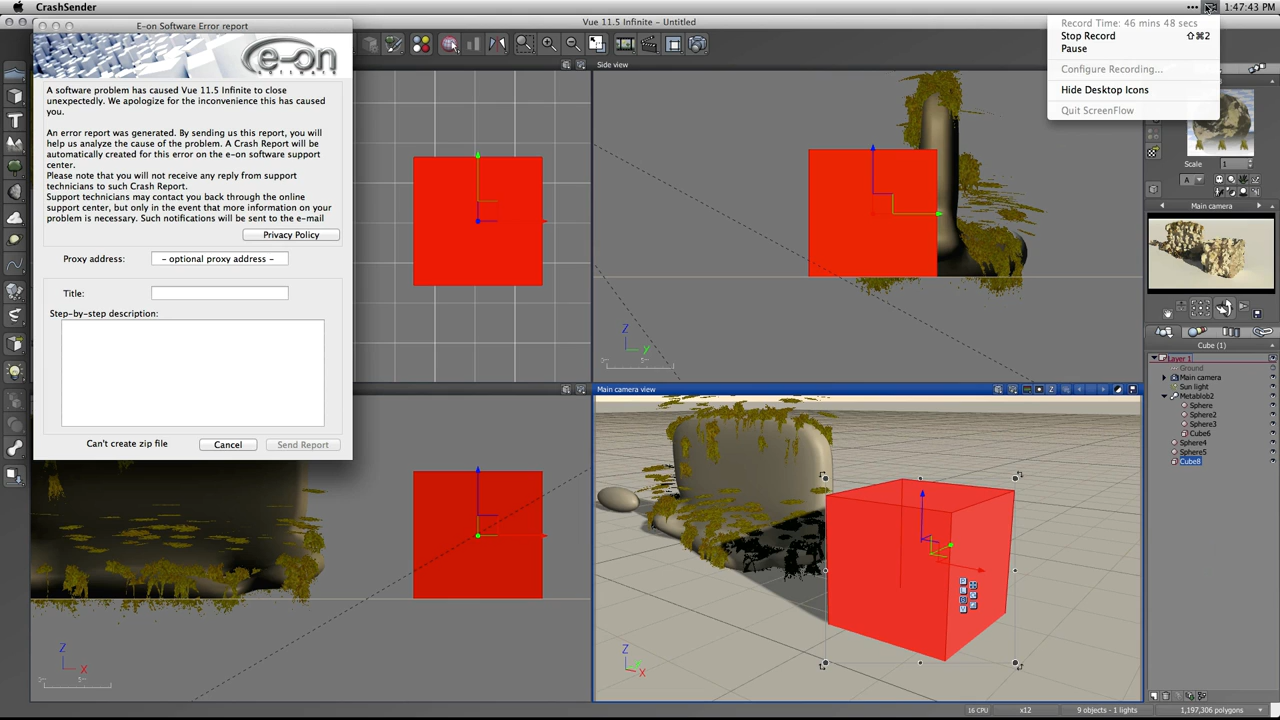 CrashSender
1:47:43 PM
Vue 11.5 Infinite - Untitled
Record Time: 46 mins 48 secs
Stop Record ⇧⌘2
Pause
Configure Recording...
Hide Desktop Icons
Quit ScreenFlow
E-on Software Error report
e-on
software
A software problem has caused Vue 11.5 Infinite to close
unexpectedly. We apologize for the inconvenience this has caused
you.
An error report was generated. By sending us this report, you will
help us analyze the cause of the problem. A Crash Report will be
automatically created for this error on the e-on software support
center.
Please note that you will not receive any reply from support
technicians to such Crash Report.
Support technicians may contact you back through the online
support center, but only in the event that more information on your
problem is necessary. Such notifications will be sent to the e-mail
Privacy Policy
Proxy address: - optional proxy address -
Title:
Step-by-step description:
Can't create zip file
Cancel
Send Report
Side view
Z
y
Main camera view
Z
X
Z
X
Scale 1
A
Main camera
Cube (1)
Layer 1
Ground
Main camera
Sun light
Metablob2
Sphere
Sphere2
Sphere3
Cube6
Sphere4
Sphere5
Cube8
16 CPU
x12
9 objects - 1 lights
1,197,306 polygons